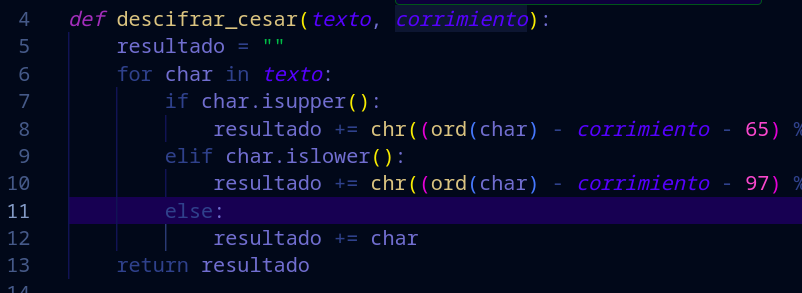 4 def descifrar_cesar(texto, corrimiento):
5 resultado = ""
6 for char in texto:
7 if char.isupper():
8 resultado += chr((ord(char) - corrimiento - 65) %
9 elif char.islower():
10 resultado += chr((ord(char) - corrimiento - 97) %
11 else:
12 resultado += char
13 return resultado
14